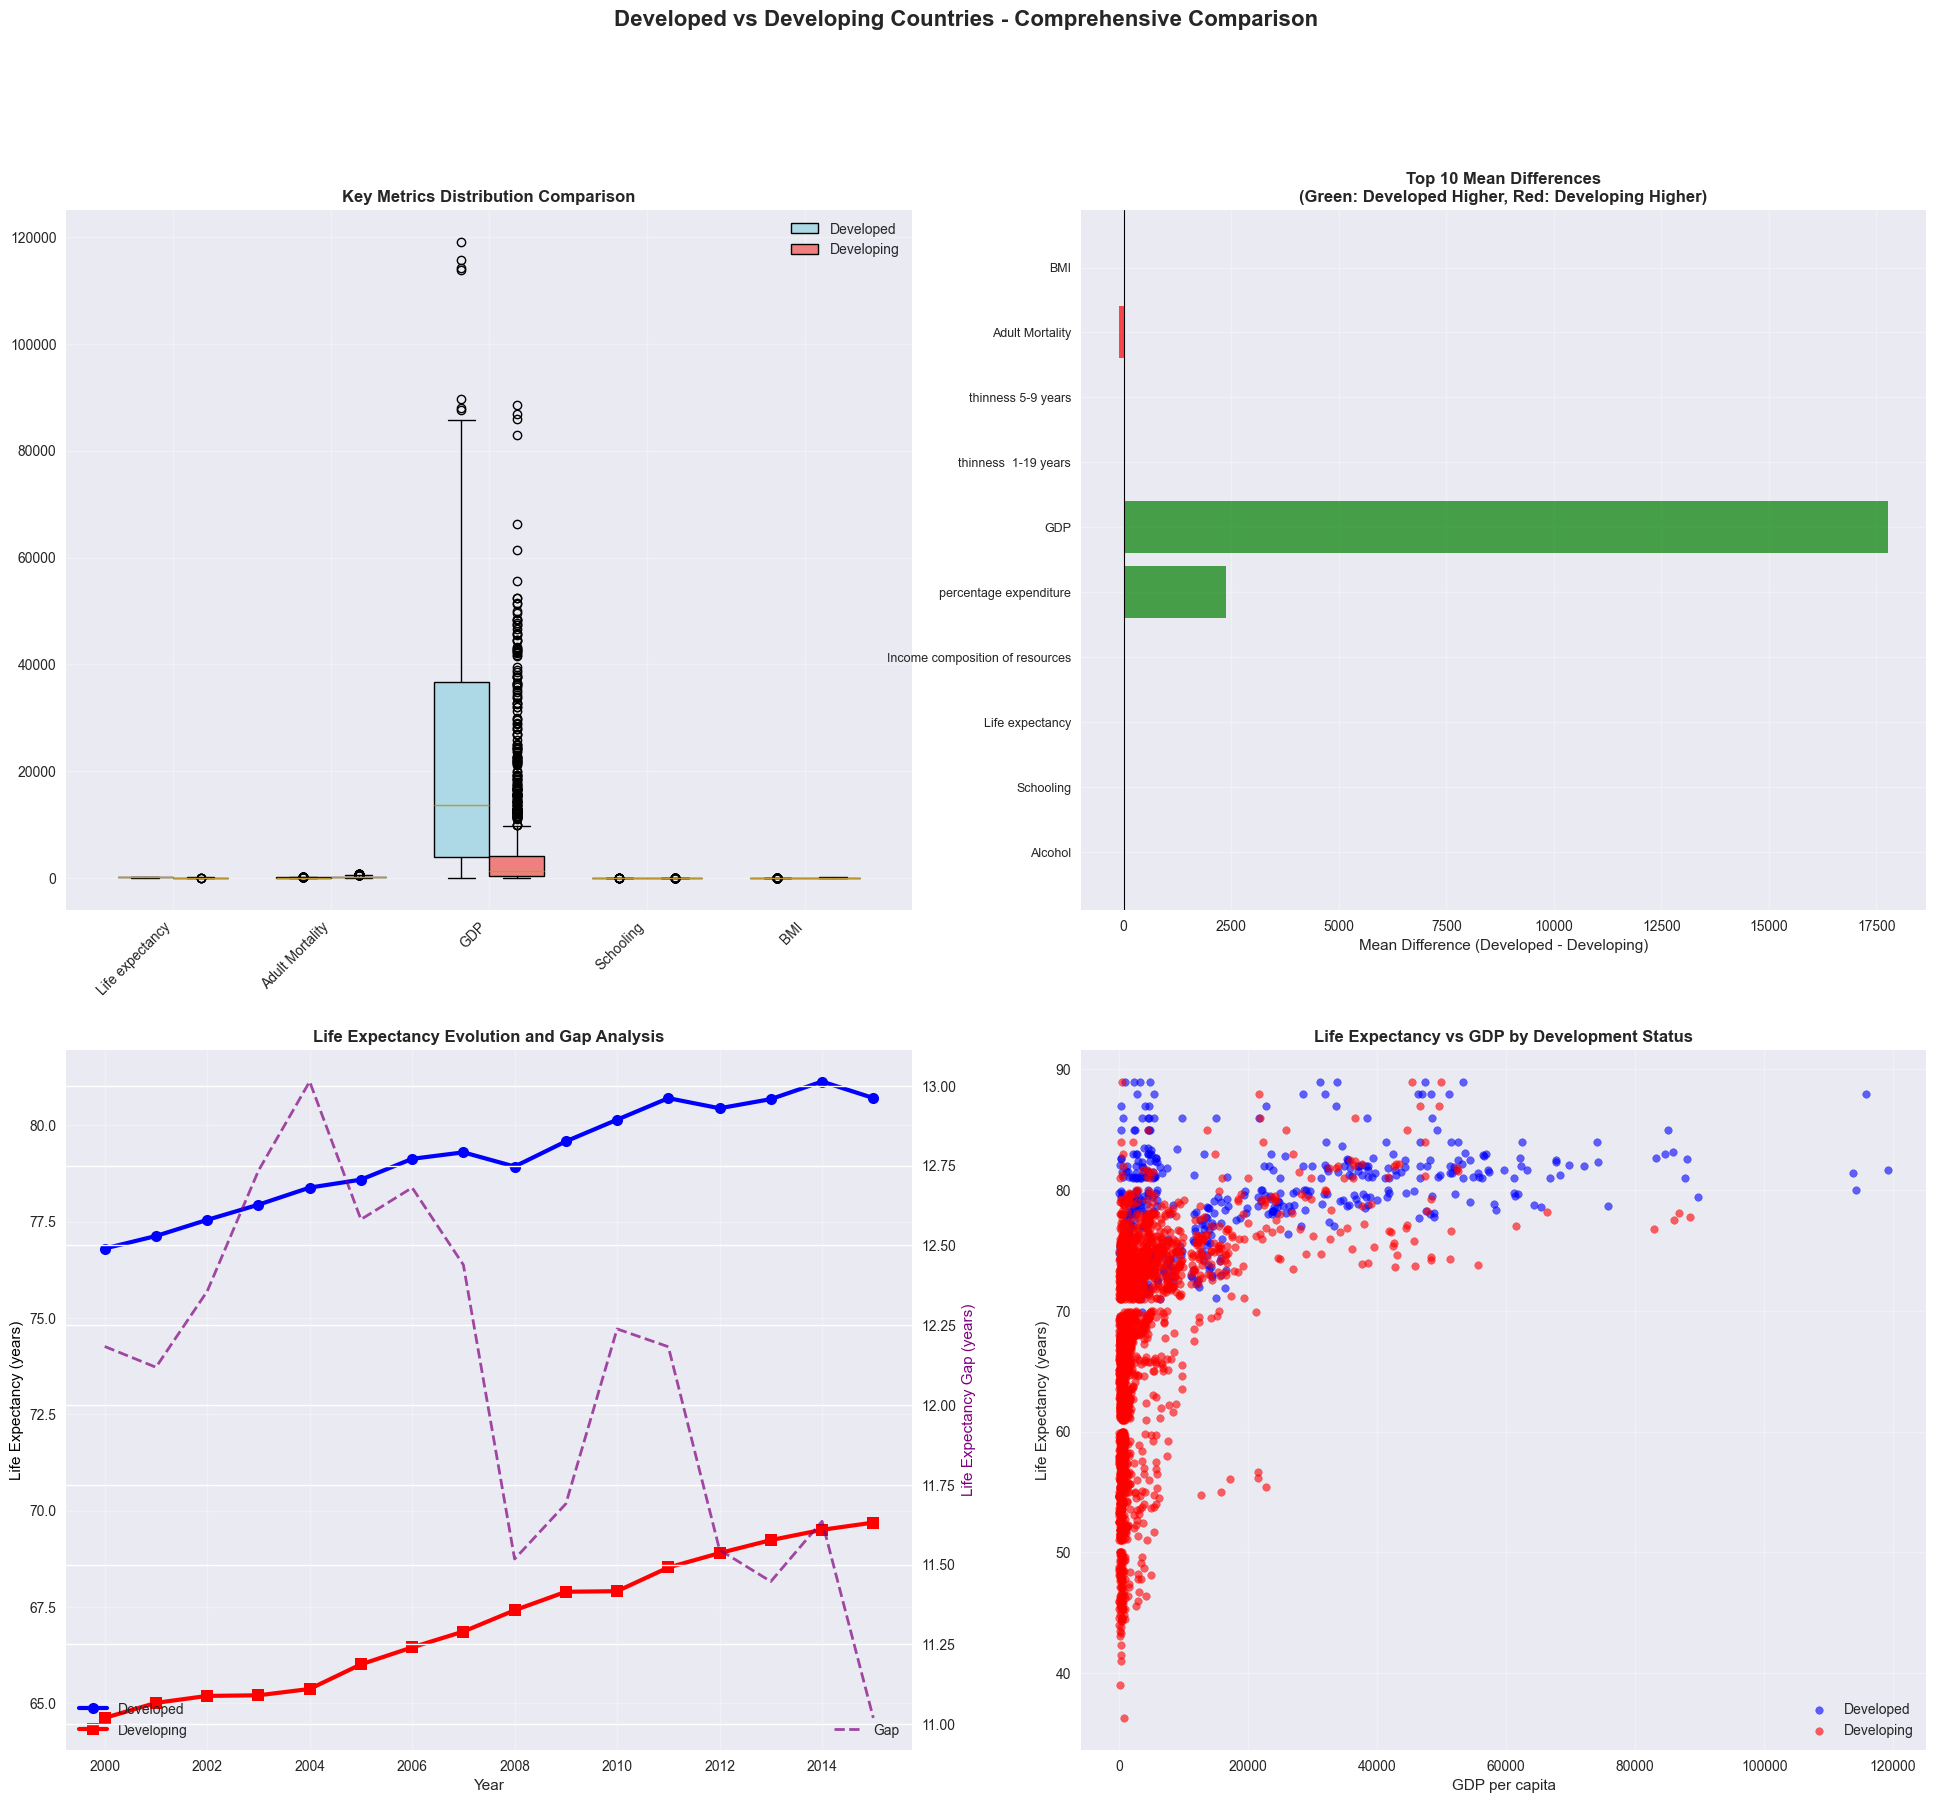 Developed vs Developing Countries - Comprehensive Comparison
Key Metrics Distribution Comparison
120000
100000
80000
60000
40000
20000
0
Developed
Developing
Life expectancy
Adult Mortality
GDP
Schooling
BMI
Top 10 Mean Differences
(Green: Developed Higher, Red: Developing Higher)
BMI
Adult Mortality
thinness 5-9 years
thinness  1-19 years
GDP
percentage expenditure
Income composition of resources
Life expectancy
Schooling
Alcohol
0 2500 5000 7500 10000 12500 15000 17500
Mean Difference (Developed - Developing)
Life Expectancy Evolution and Gap Analysis
Life Expectancy (years)
80.0
77.5
75.0
72.5
70.0
67.5
65.0
Developed
Developing
2000 2002 2004 2006 2008 2010 2012 2014
Year
13.00
12.75
12.50
12.25
12.00
11.75
11.50
11.25
11.00
Life Expectancy Gap (years)
Gap
Life Expectancy vs GDP by Development Status
Life Expectancy (years)
90
80
70
60
50
40
Developed
Developing
0 20000 40000 60000 80000 100000 120000
GDP per capita